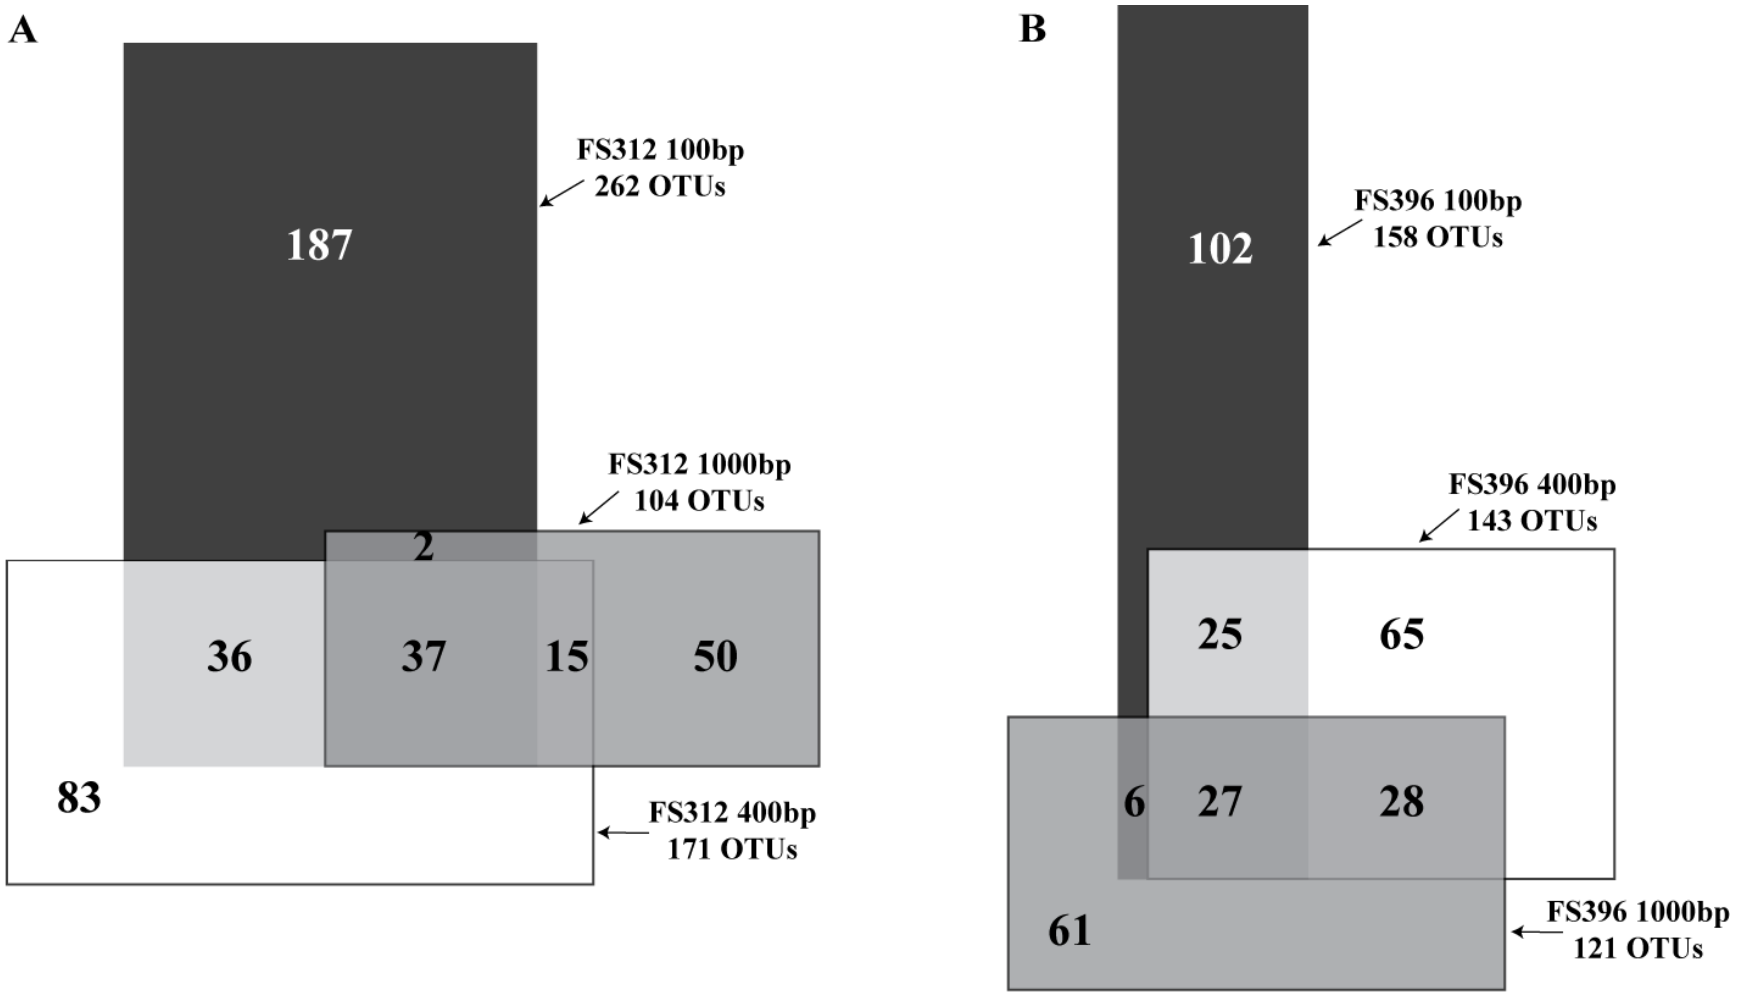 A
FS312 100bp
262 OTUs
187
FS312 1000bp
104 OTUs
2
36
37
15
50
83
FS312 400bp
171 OTUs
B
FS396 100bp
158 OTUs
102
FS396 400bp
143 OTUs
25
65
6
27
28
61
FS396 1000bp
121 OTUs